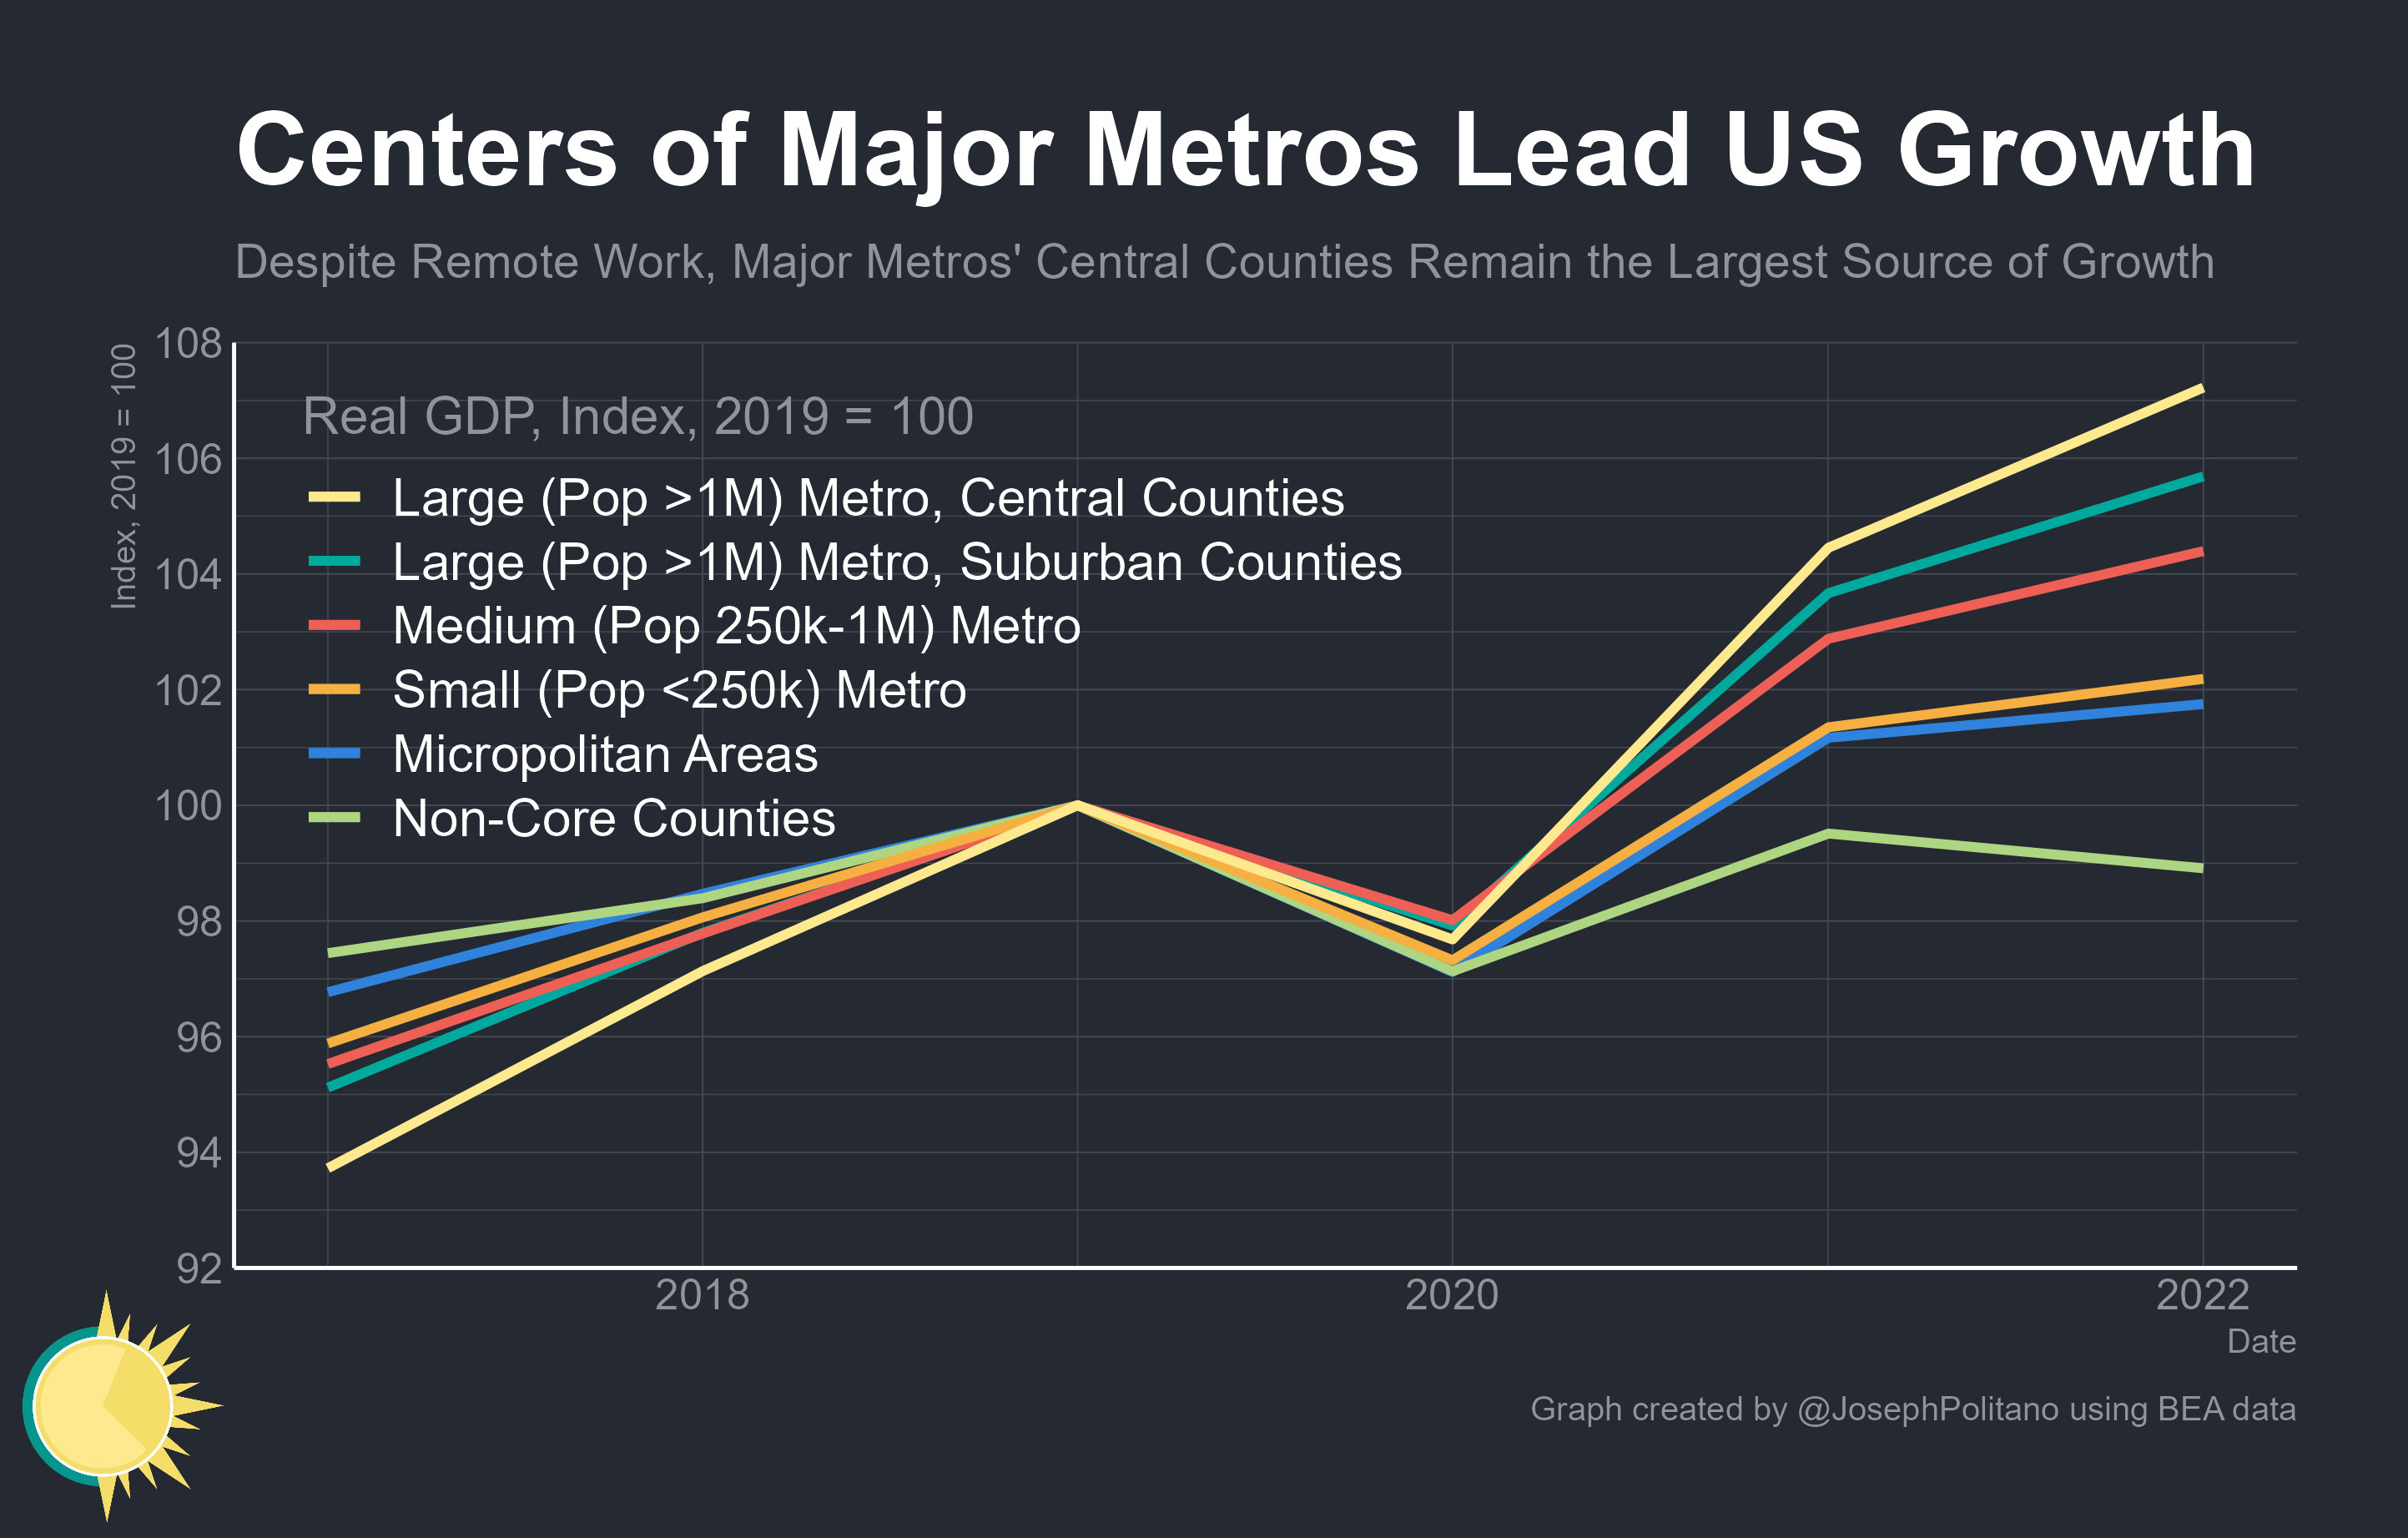 Centers of Major Metros Lead US Growth
Despite Remote Work, Major Metros' Central Counties Remain the Largest Source of Growth
Index, 2019 = 100
108
106
104
102
100
98
96
94
92
Real GDP, Index, 2019 = 100
Large (Pop >1M) Metro, Central Counties
Large (Pop >1M) Metro, Suburban Counties
Medium (Pop 250k-1M) Metro
Small (Pop <250k) Metro
Micropolitan Areas
Non-Core Counties
2018
2020
2022
Date
Graph created by @JosephPolitano using BEA data